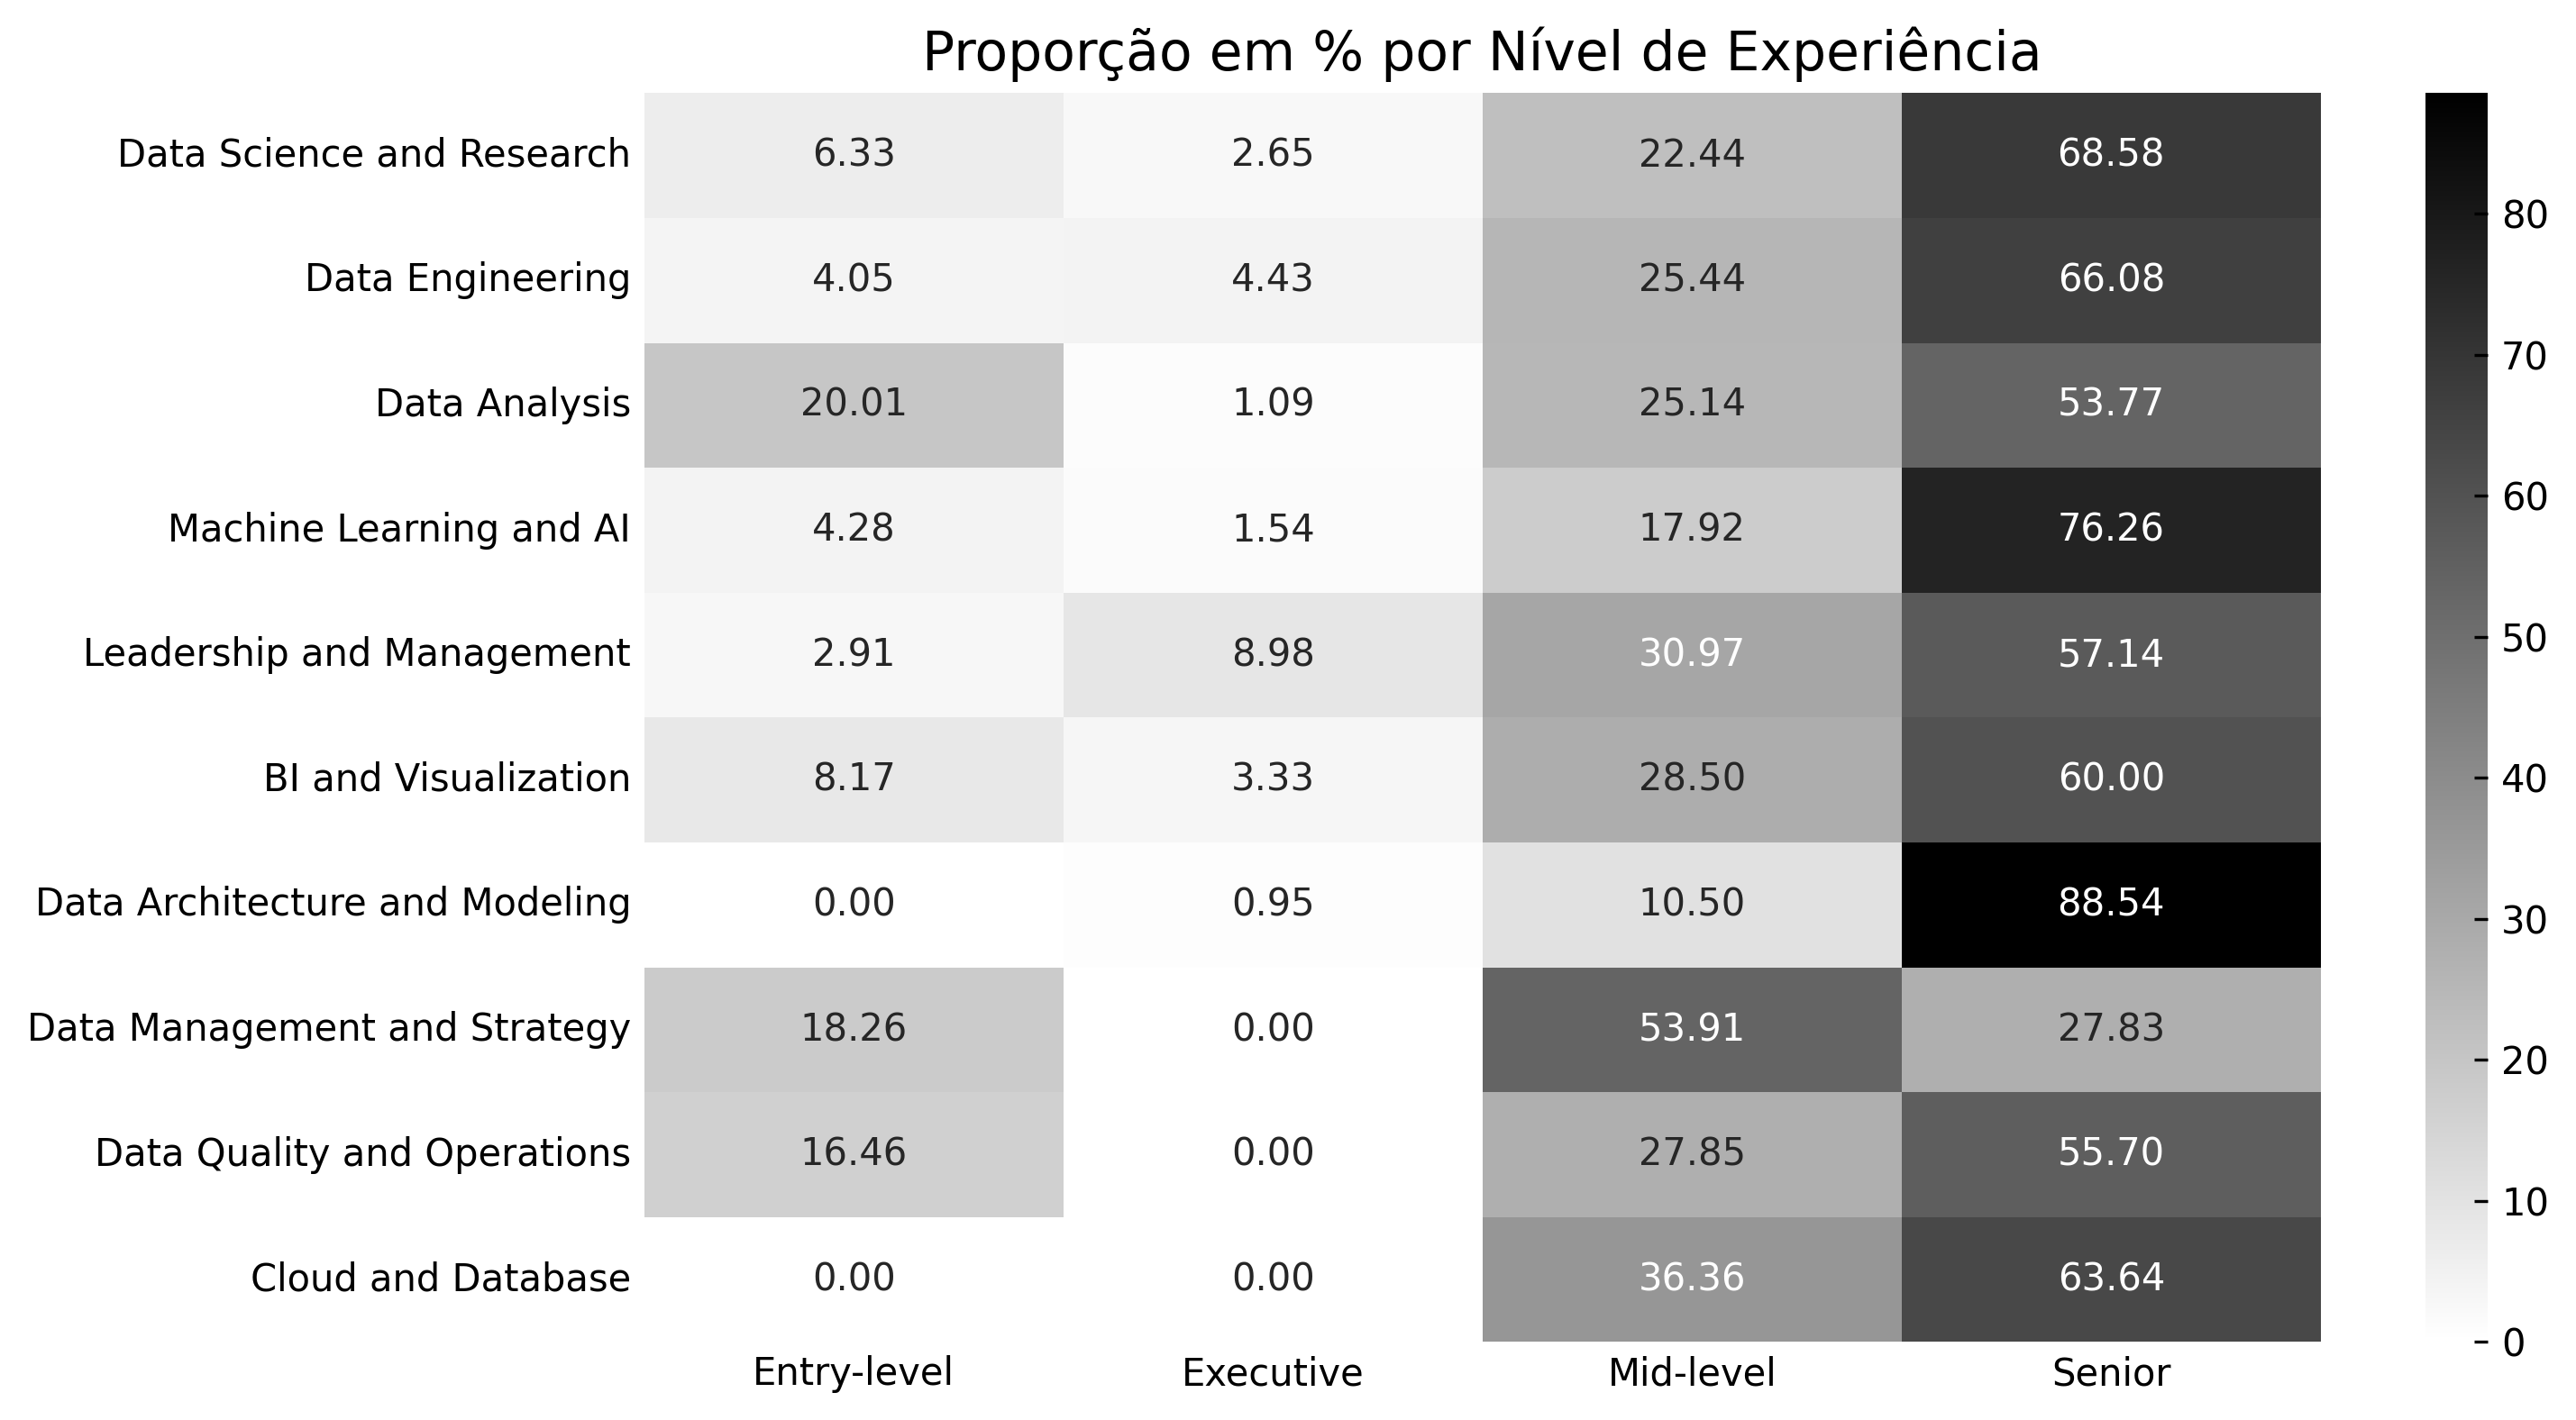 Proporção em % por Nível de Experiência
Data Science and Research 6.33 2.65 22.44 68.58
Data Engineering 4.05 4.43 25.44 66.08
Data Analysis 20.01 1.09 25.14 53.77
Machine Learning and AI 4.28 1.54 17.92 76.26
Leadership and Management 2.91 8.98 30.97 57.14
BI and Visualization 8.17 3.33 28.50 60.00
Data Architecture and Modeling 0.00 0.95 10.50 88.54
Data Management and Strategy 18.26 0.00 53.91 27.83
Data Quality and Operations 16.46 0.00 27.85 55.70
Cloud and Database 0.00 0.00 36.36 63.64
Entry-level Executive Mid-level Senior
80
70
60
50
40
30
20
10
0